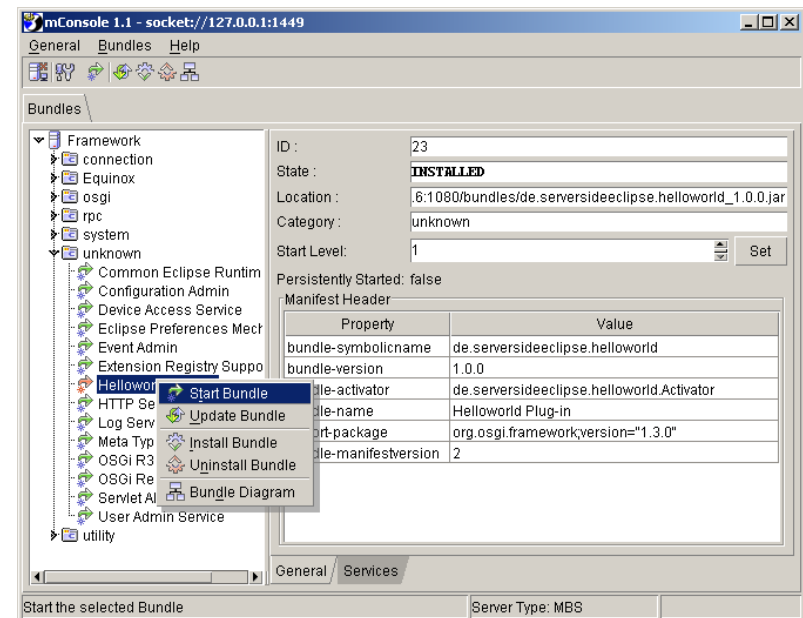 mConsole 1.1 - socket://127.0.0.1:1449
General Bundles Help
Bundles
Framework
connection
Equinox
osgi
rpc
system
unknown
Common Eclipse Runtim
Configuration Admin
Device Access Service
Eclipse Preferences Mech
Event Admin
Extension Registry Suppo
Hellowor
HTTP Se
Log Serv
Meta Typ
OSGi R3
OSGi Re
Servlet AI
User Admin Service
utility
Start Bundle
Update Bundle
Install Bundle
Uninstall Bundle
Bundle Diagram
ID : 23
State : INSTALLED
Location : .6:1080/bundles/de.serversideeclipse.helloworld_1.0.0.jar
Category : unknown
Start Level: 1 Set
Persistently Started: false
Manifest Header
Property Value
bundle-symbolicname de.serversideeclipse.helloworld
bundle-version 1.0.0
dle-activator de.serversideeclipse.helloworld.Activator
dle-name Helloworld Plug-in
ort-package org.osgi.framework;version="1.3.0"
dle-manifestversion 2
General Services
Start the selected Bundle Server Type: MBS